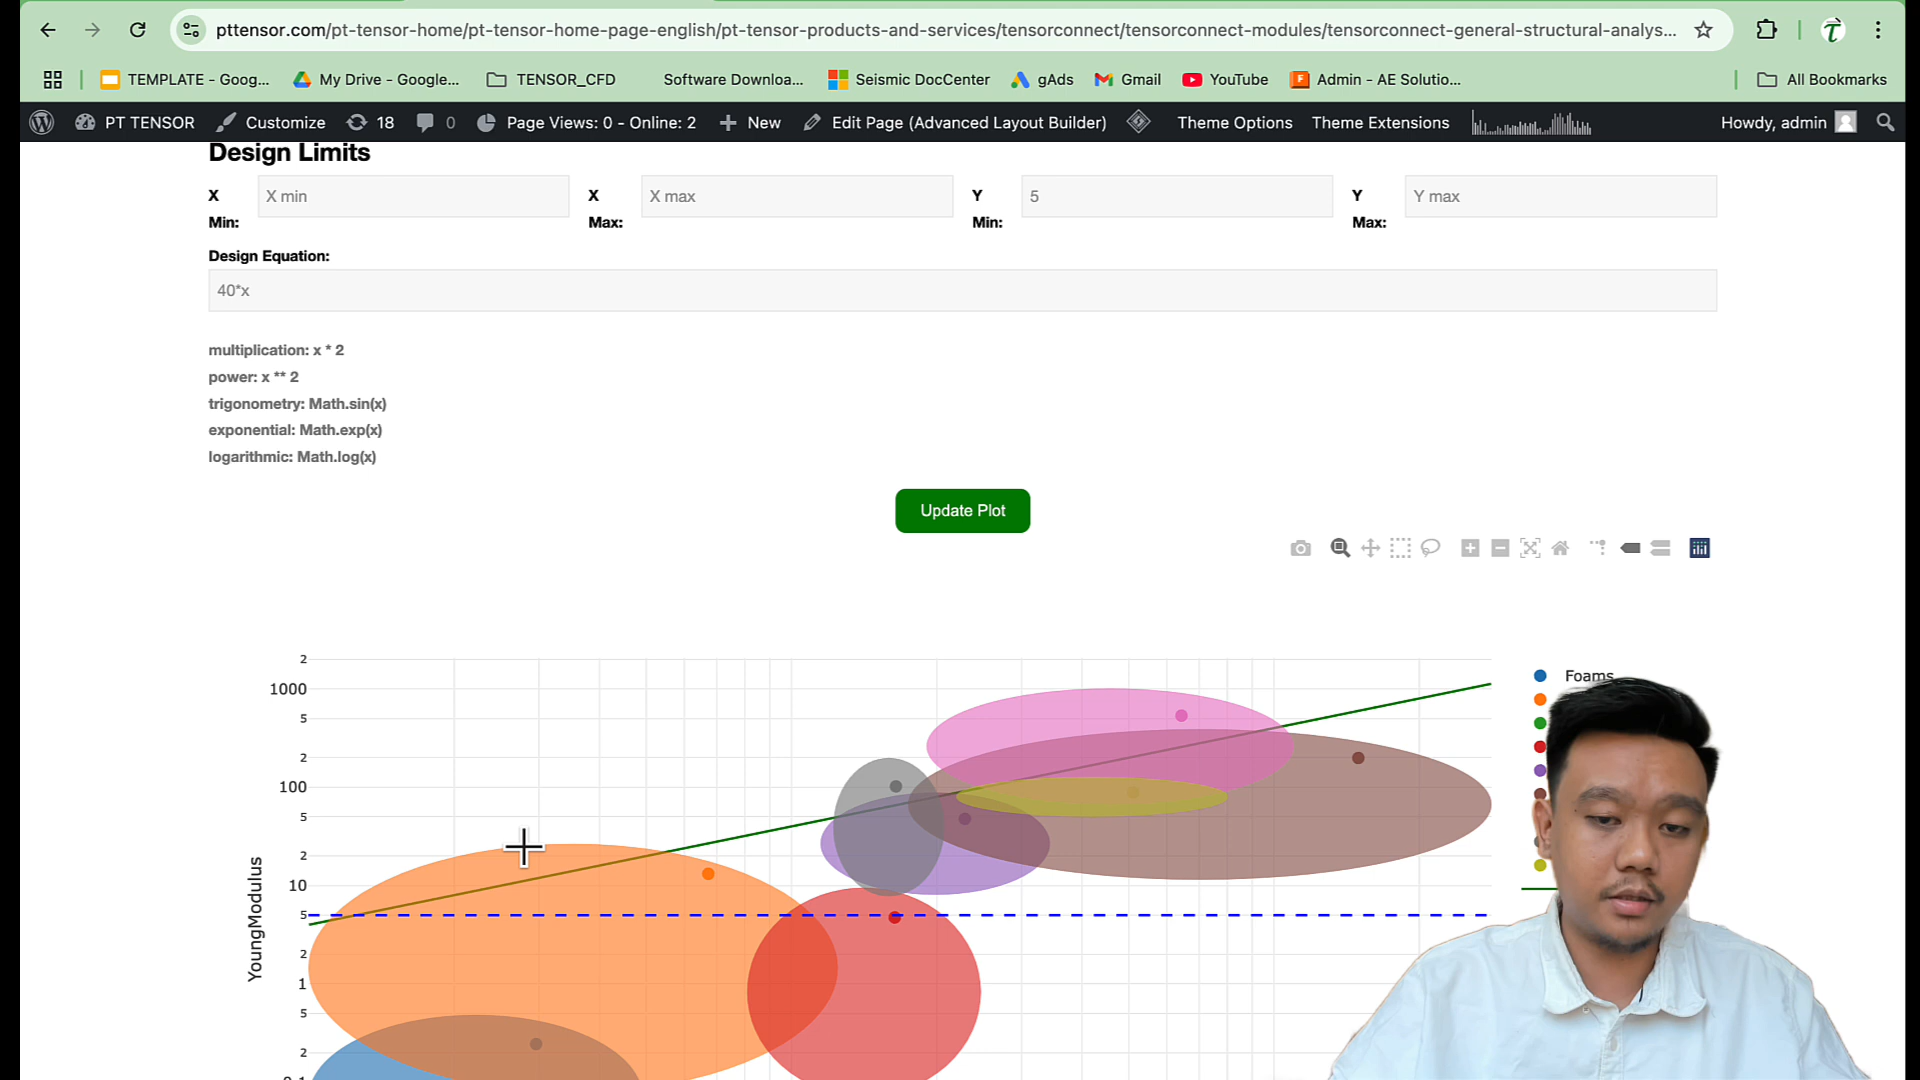 pttensor.com/pt-tensor-home/pt-tensor-home-page-english/pt-tensor-products-and-services/tensorconnect/tensorconnect-modules/tensorconnect-general-structural-analys...
TEMPLATE - Goog... My Drive - Google... TENSOR_CFD Software Downloa... Seismic DocCenter gAds Gmail YouTube Admin - AE Solutio... All Bookmarks
PT TENSOR Customize 18 0 Page Views: 0 - Online: 2 New Edit Page (Advanced Layout Builder) Theme Options Theme Extensions Howdy, admin
Design Limits
X Min: X min X Max: X max Y Min: 5 Y Max: Y max
Design Equation:
40*x
multiplication: x * 2
power: x ** 2
trigonometry: Math.sin(x)
exponential: Math.exp(x)
logarithmic: Math.log(x)
Update Plot
2
1000
5
2
100
5
2
10
5
2
1
5
2
YoungModulus
Foams